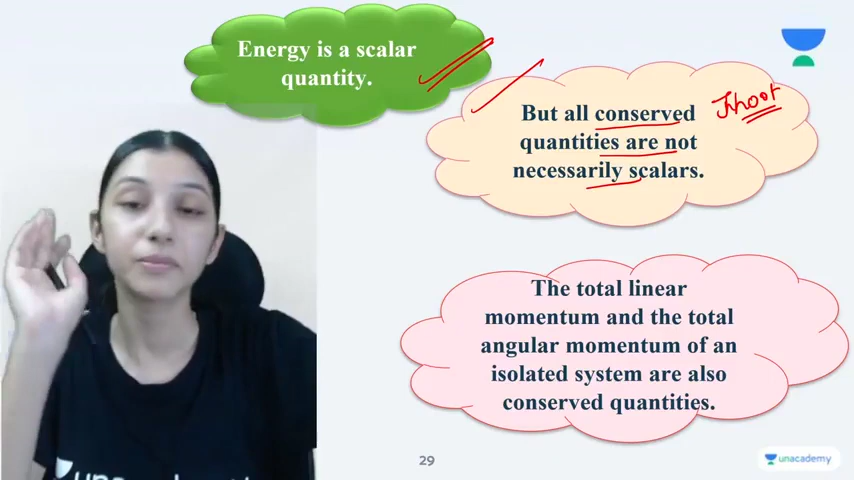 Energy is a scalar
quantity.
But all conserved
quantities are not
necessarily scalars.
Jhoot
The total linear
momentum and the total
angular momentum of an
isolated system are also
conserved quantities.
29
unacademy